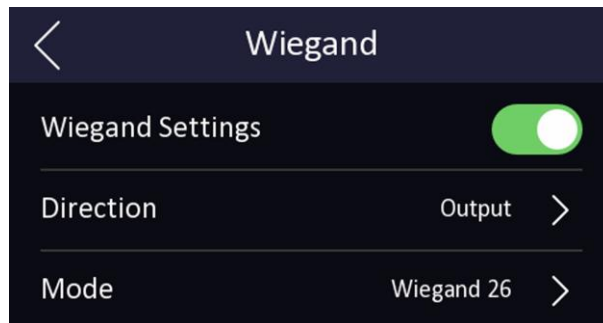 Wiegand
Wiegand Settings
Direction Output
Mode Wiegand 26